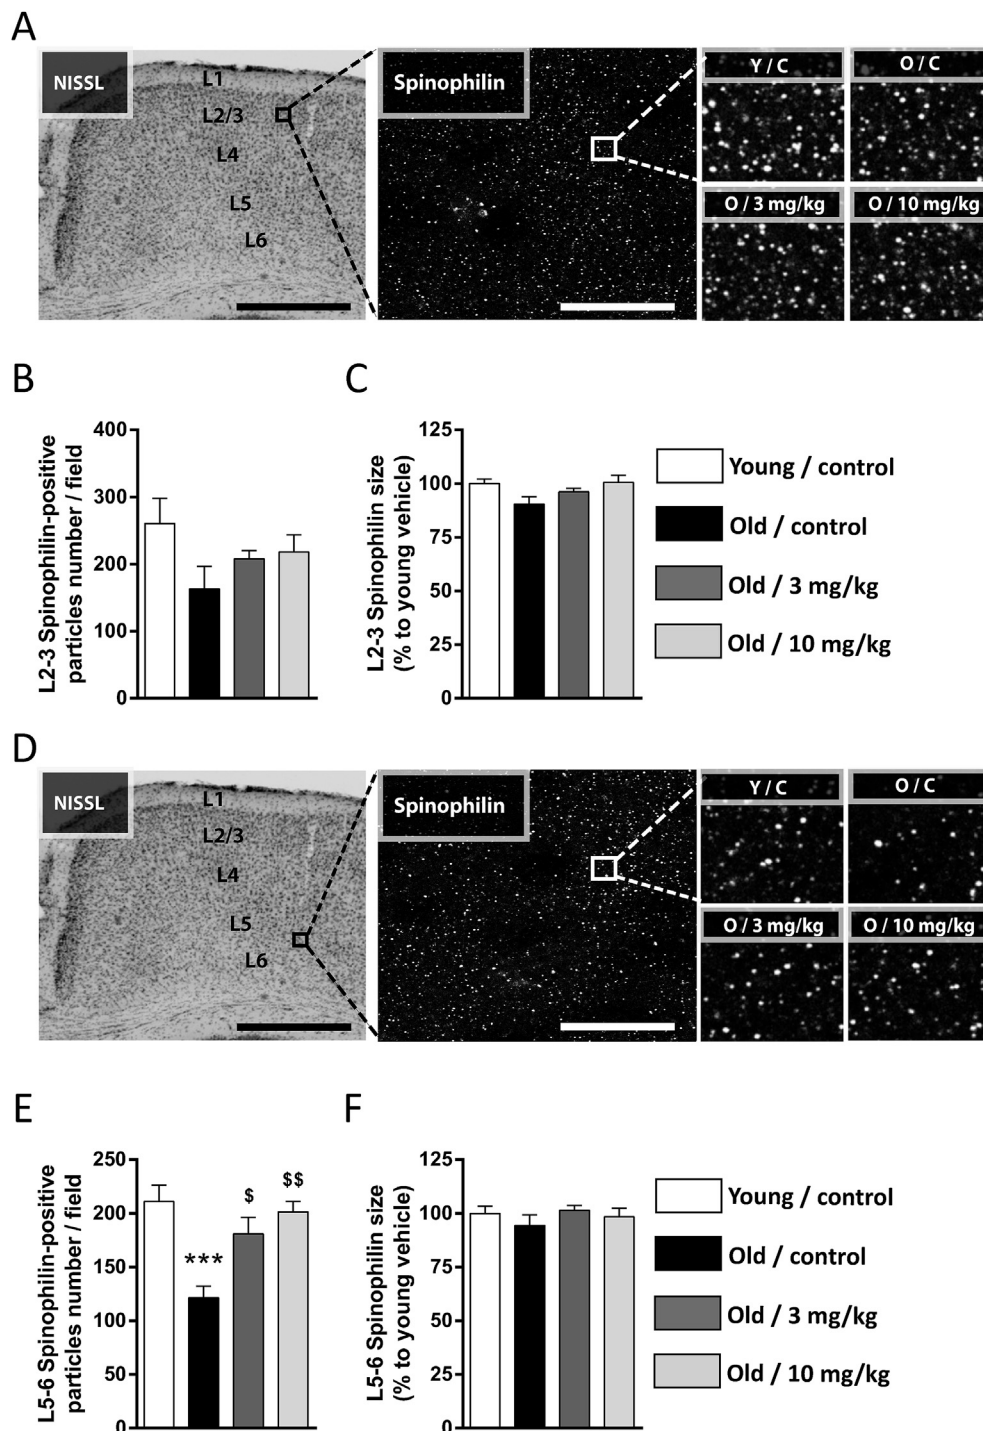 A
NISSL
L1
L2/3
L4
L5
L6
Spinophilin
Y / C
O / C
O / 3 mg/kg
O / 10 mg/kg
B
L2-3 Spinophilin-positive
particles number / field
400
300
200
100
0
C
L2-3 Spinophilin size
(% to young vehicle)
125
100
75
50
25
0
Young / control
Old / control
Old / 3 mg/kg
Old / 10 mg/kg
D
NISSL
L1
L2/3
L4
L5
L6
Spinophilin
Y / C
O / C
O / 3 mg/kg
O / 10 mg/kg
E
L5-6 Spinophilin-positive
particles number / field
250
200
150
100
50
0
***
$
$$
F
L5-6 Spinophilin size
(% to young vehicle)
125
100
75
50
25
0
Young / control
Old / control
Old / 3 mg/kg
Old / 10 mg/kg